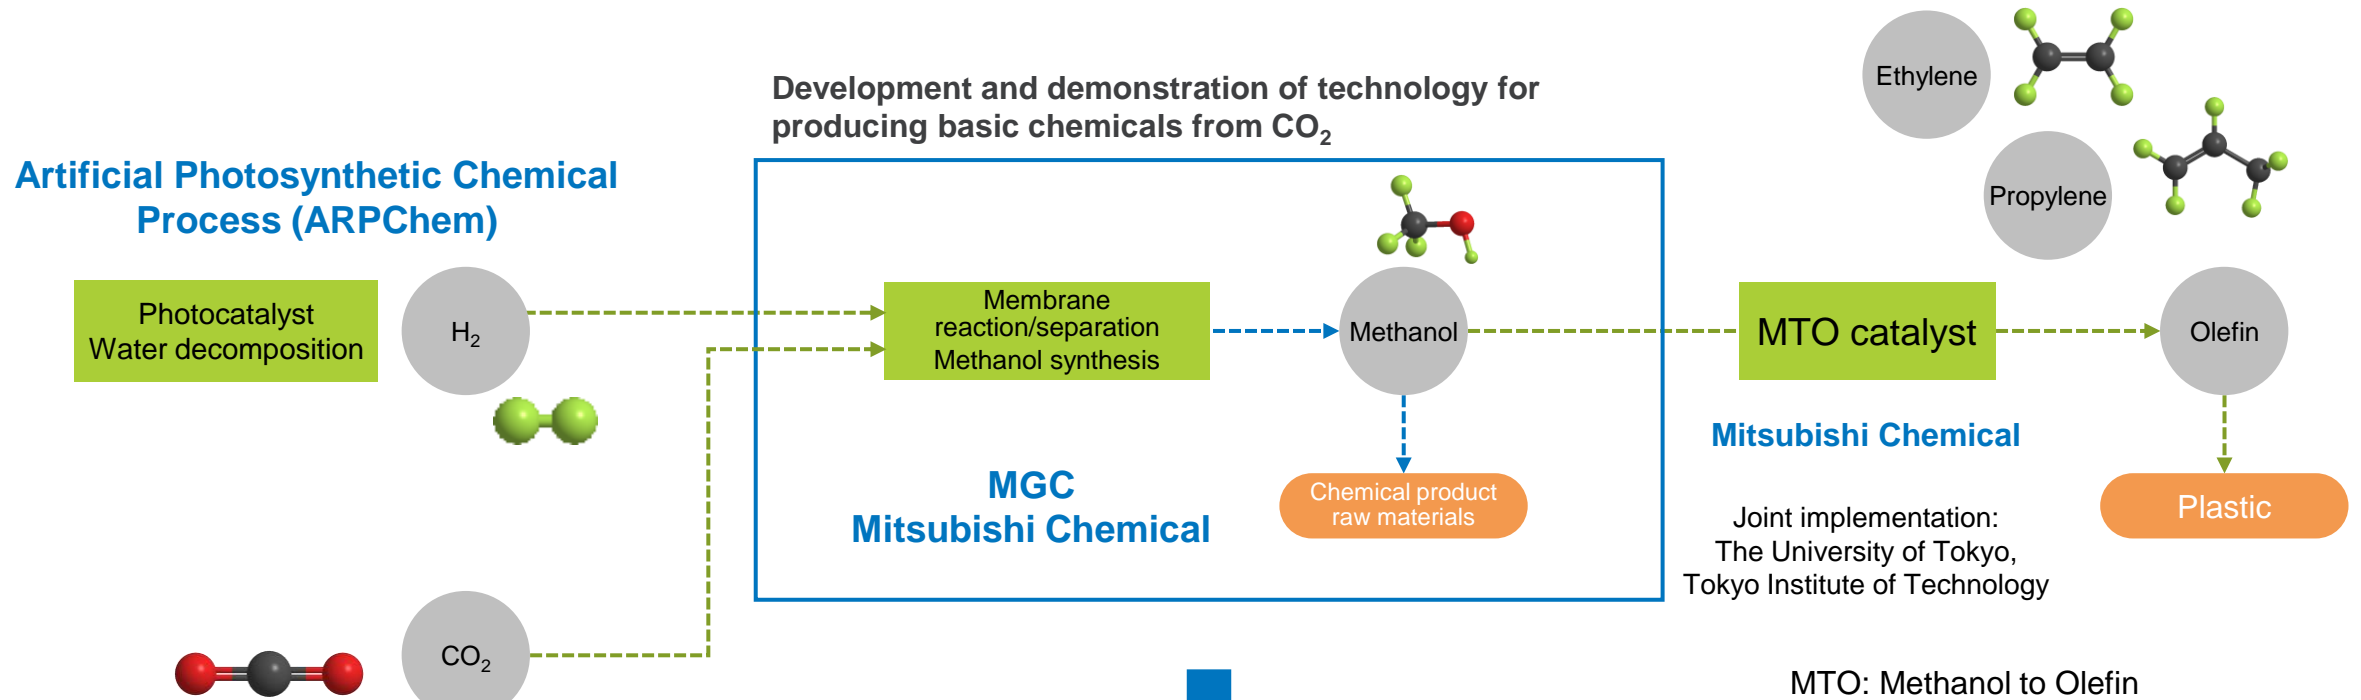 Development and demonstration of technology for
producing basic chemicals from CO₂
Artificial Photosynthetic Chemical
Process (ARPChem)
Photocatalyst
Water decomposition
H₂
CO₂
Membrane
reaction/separation
Methanol synthesis
Methanol
MGC
Mitsubishi Chemical
Chemical product
raw materials
Ethylene
Propylene
MTO catalyst
Olefin
Mitsubishi Chemical
Joint implementation:
The University of Tokyo,
Tokyo Institute of Technology
Plastic
MTO: Methanol to Olefin